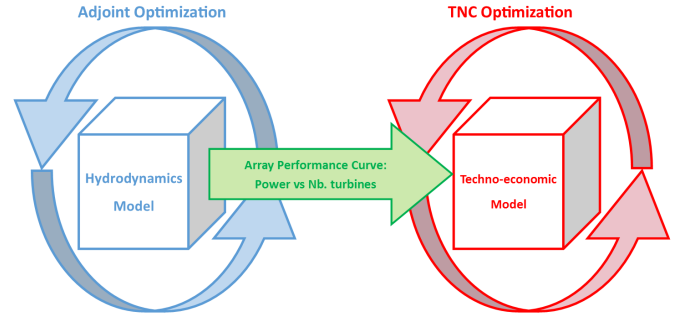 Adjoint Optimization
TNC Optimization
Hydrodynamics
Model
Array Performance Curve:
Power vs Nb. turbines
Techno-economic
Model